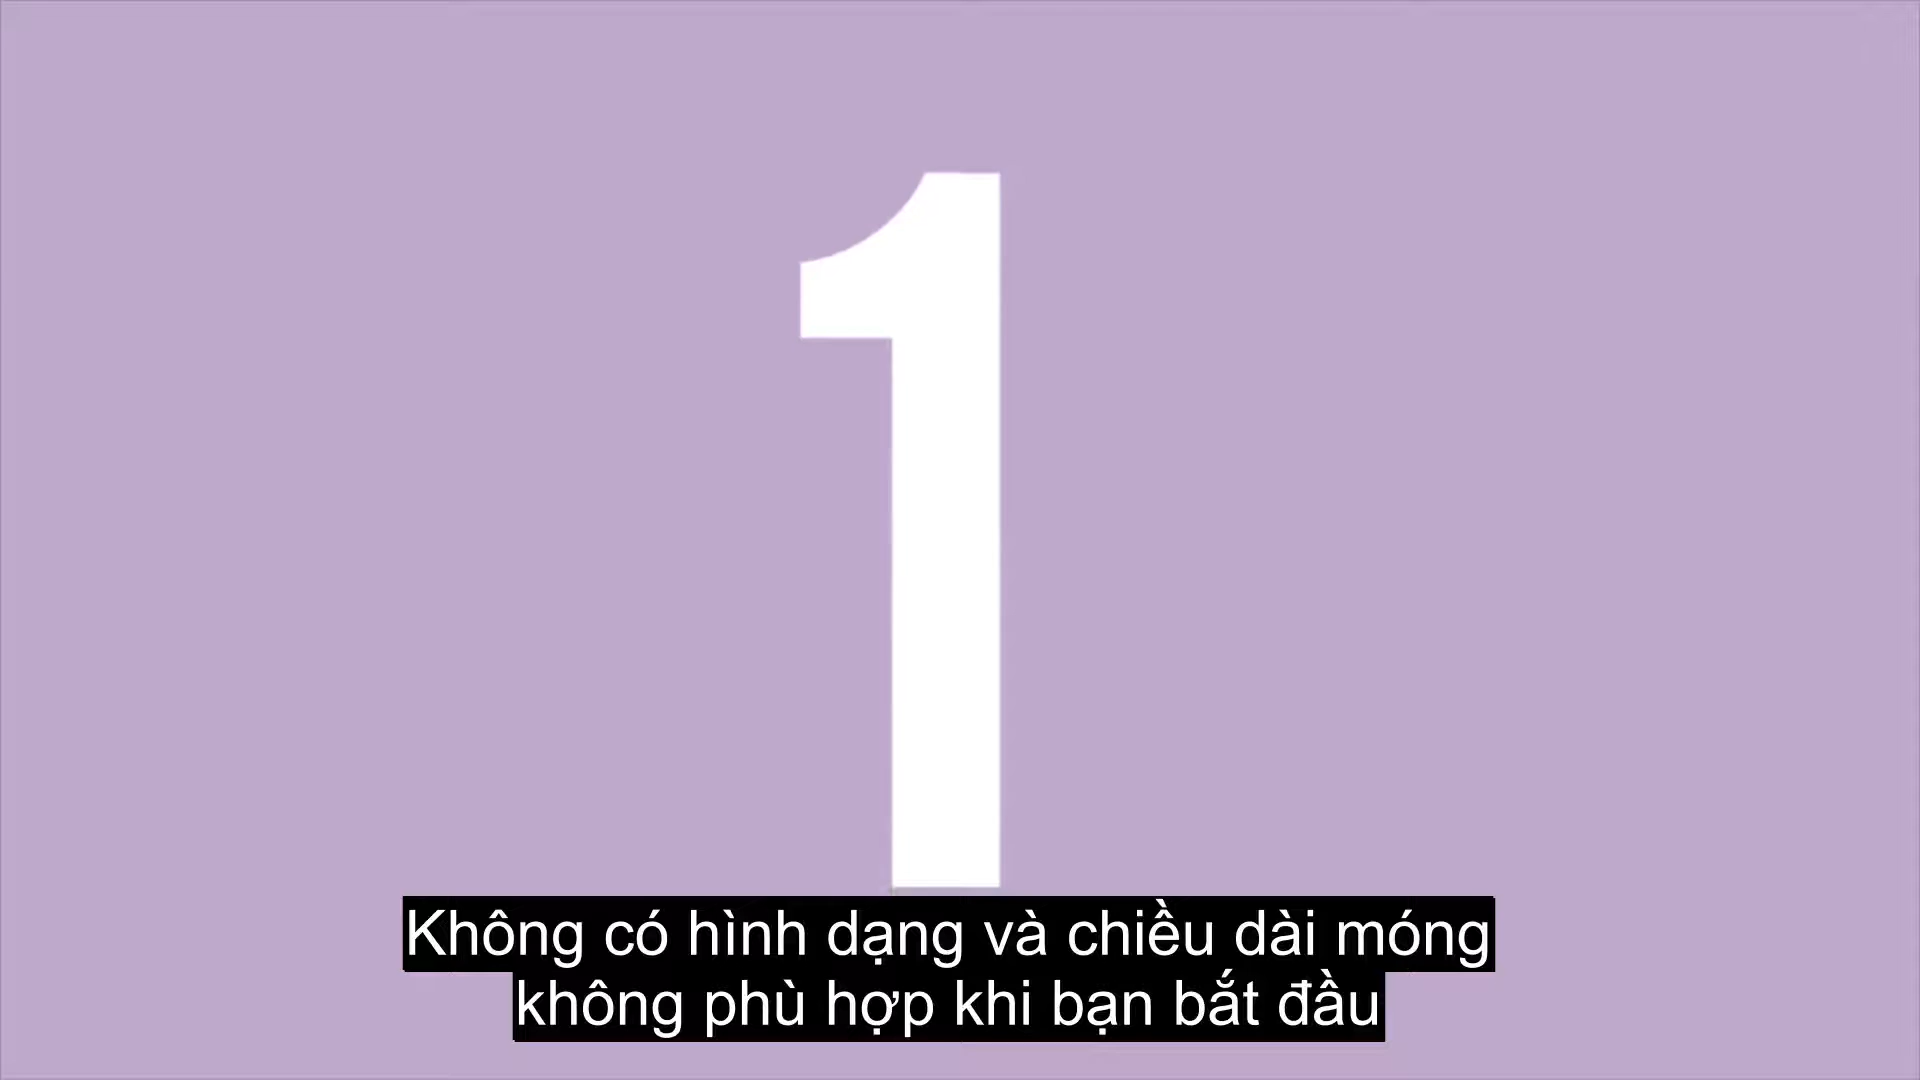 1
Không có hình dạng và chiều dài móng
không phù hợp khi bạn bắt đầu